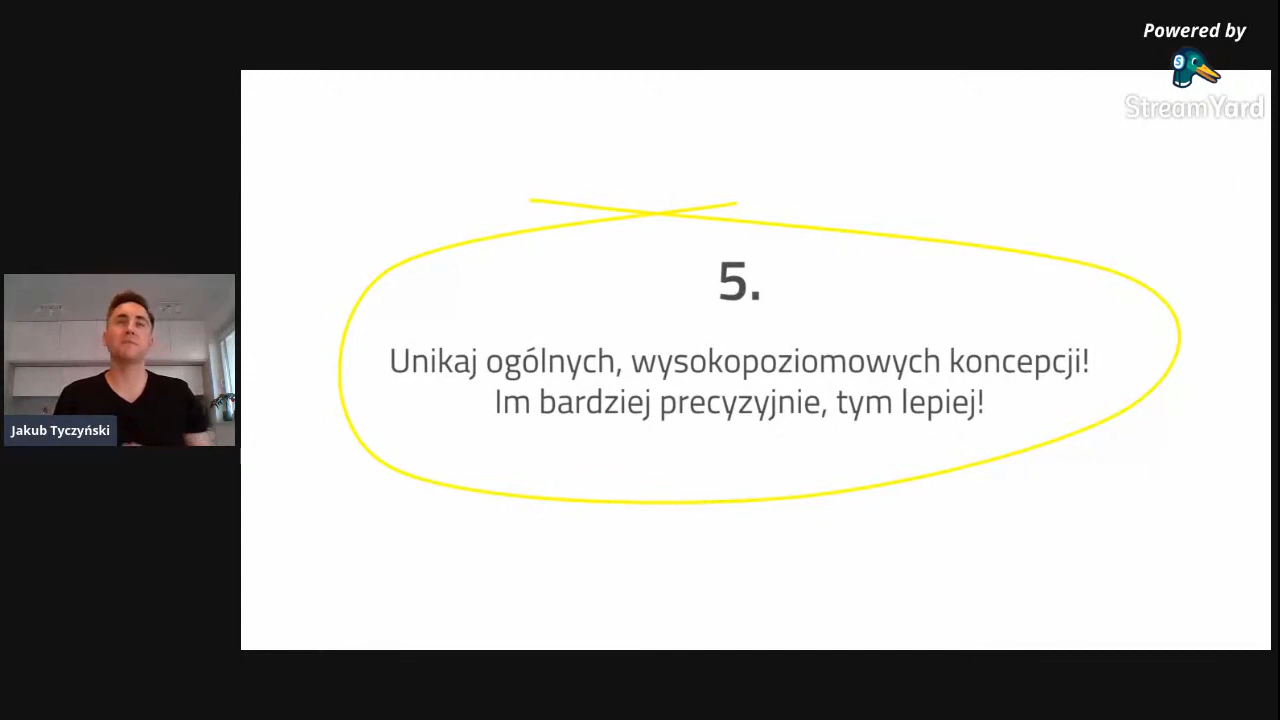 Powered by
StreamYard
5.
Unikaj ogólnych, wysokopoziomowych koncepcji!
Im bardziej precyzyjnie, tym lepiej!
Jakub Tyczyński